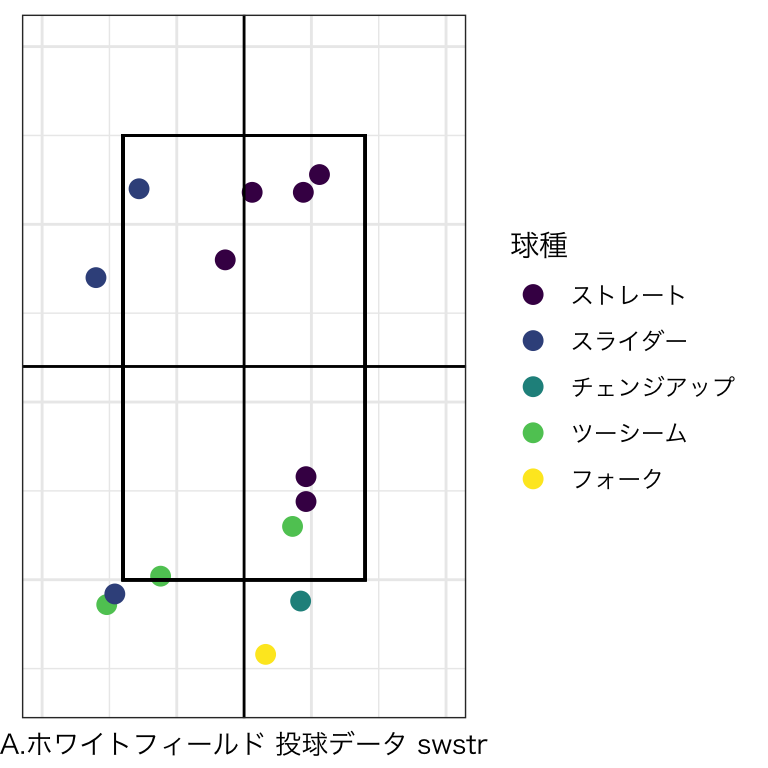 球種
ストレート
スライダー
チェンジアップ
ツーシーム
フォーク
A.ホワイトフィールド 投球データ swstr